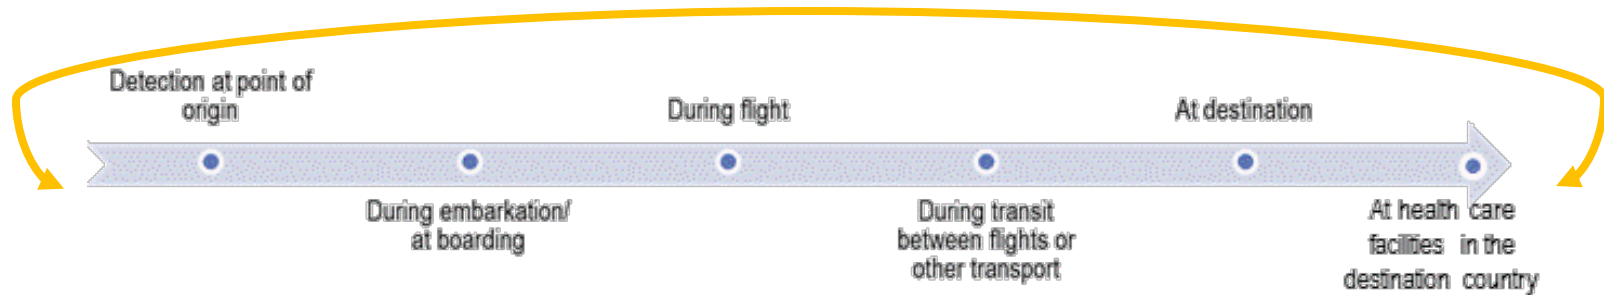 Detection at point of
origin
During embarkation/
at boarding
During flight
During transit
between flights or
other transport
At destination
At health care
facilities in the
destination country